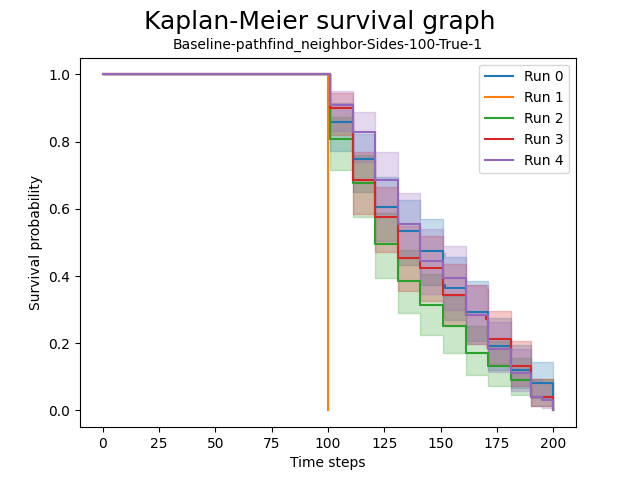 Kaplan-Meier survival graph
Baseline-pathfind_neighbor-Sides-100-True-1
Survival probability
1.0
0.8
0.6
0.4
0.2
0.0
Run 0
Run 1
Run 2
Run 3
Run 4
0 25 50 75 100 125 150 175 200
Time steps